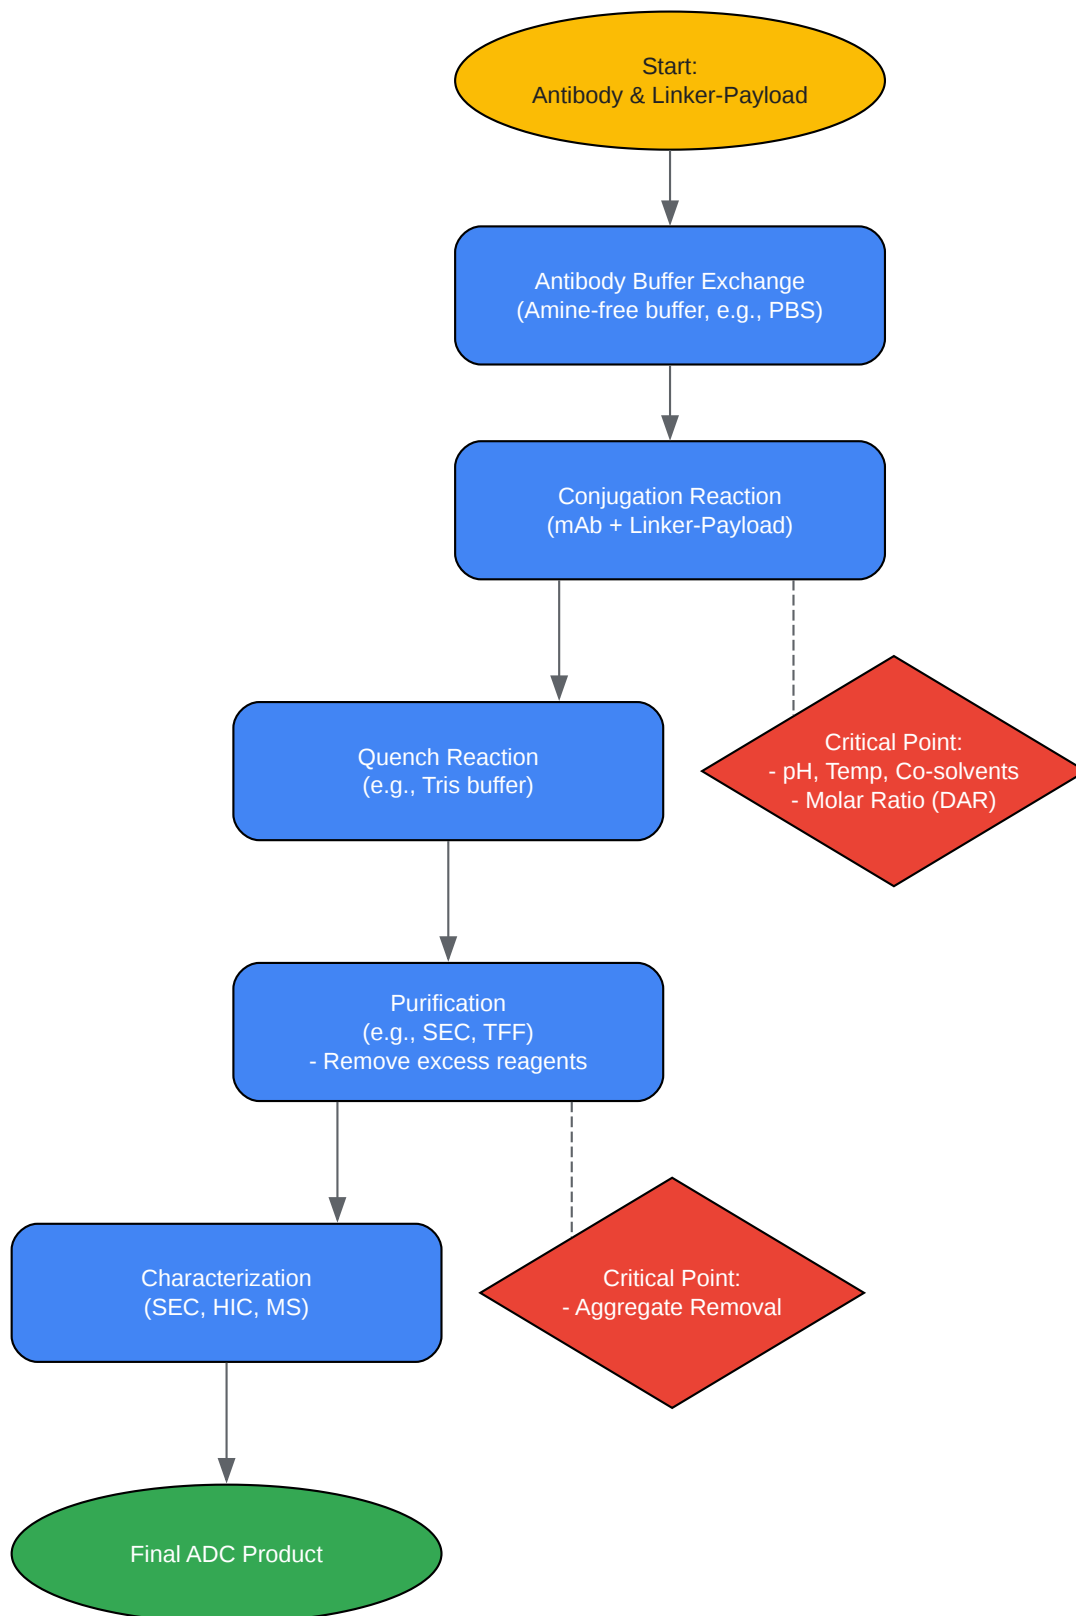 Start:
Antibody & Linker-Payload
Antibody Buffer Exchange
(Amine-free buffer, e.g., PBS)
Conjugation Reaction
(mAb + Linker-Payload)
Quench Reaction
(e.g., Tris buffer)
Critical Point:
- pH, Temp, Co-solvents
- Molar Ratio (DAR)
Purification
(e.g., SEC, TFF)
- Remove excess reagents
Characterization
(SEC, HIC, MS)
Critical Point:
- Aggregate Removal
Final ADC Product